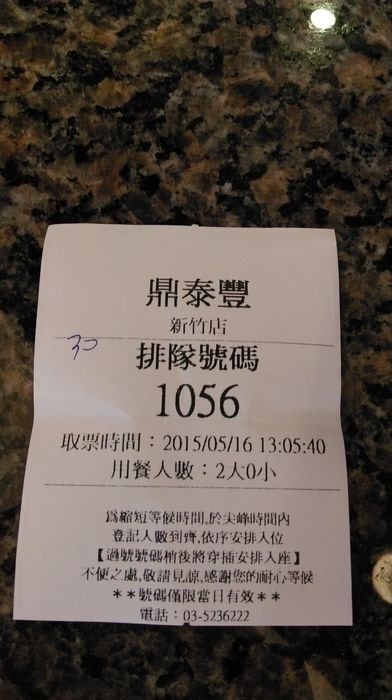 鼎泰豐
新竹店
30
排隊號碼
1056
取票時間：2015/05/16 13:05:40
用餐人數：2大0小
為縮短等候時間,於尖峰時間內
登記人數到齊,依序安排入位
【過號號碼稍後將穿插安排入座】
不便之處,敬請見諒,感謝您的耐心等候
**號碼僅限當日有效**
電話：03-5236222